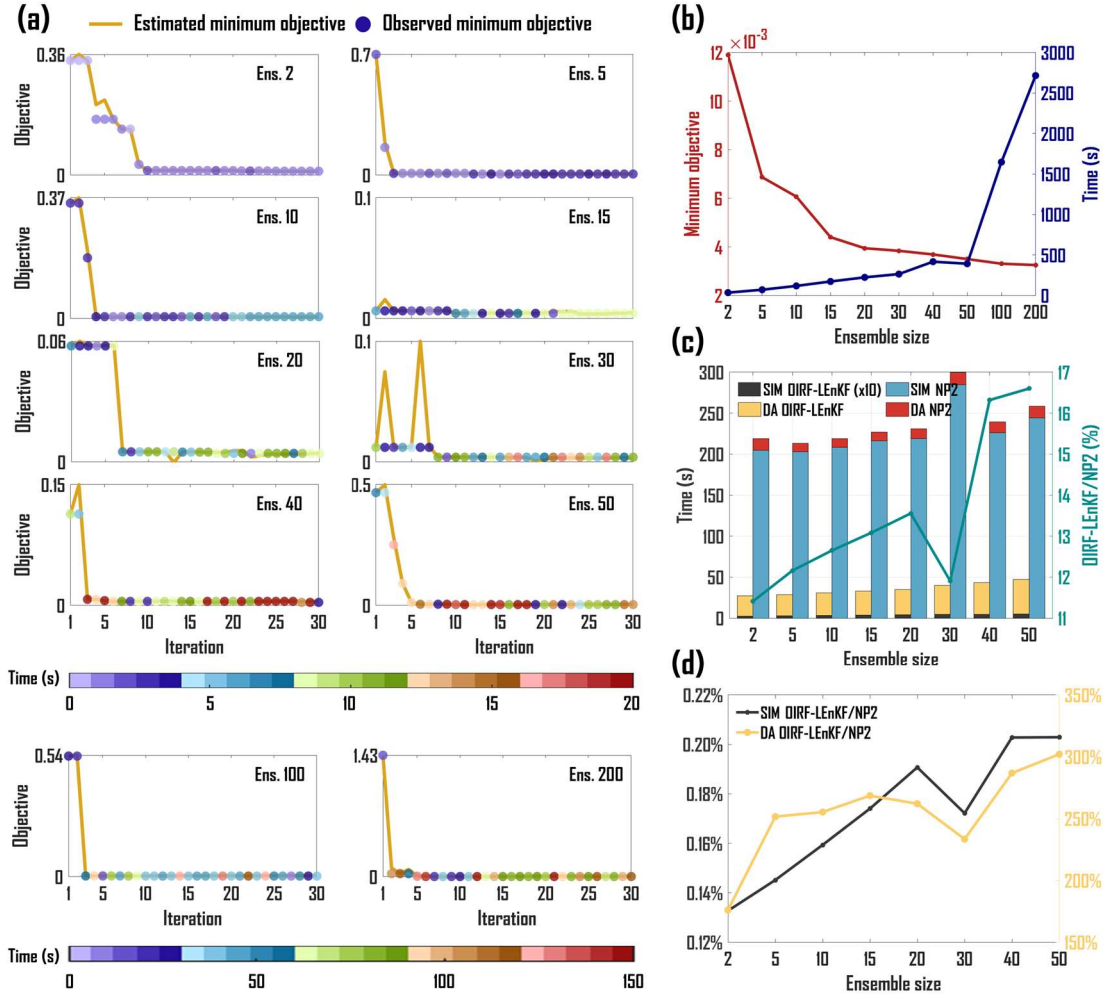 (a)
Estimated minimum objective
Observed minimum objective
0.36
Ens. 2
Objective
0
0.7
Ens. 5
0
0.37
Ens. 10
0
0.1
Ens. 15
0
0.06
Ens. 20
0
0.1
Ens. 30
0
0.15
Ens. 40
Objective
0
1 5 10 15 20 25 30
Iteration
0.5
Ens. 50
0
1 5 10 15 20 25 30
Iteration
Time (s)
0 5 10 15 20
0.54
Ens. 100
Objective
0
1 5 10 15 20 25 30
Iteration
1.43
Ens. 200
0
1 5 10 15 20 25 30
Iteration
Time (s)
0 50 100 150
(b)
×10⁻³
12
10
8
6
4
2
Minimum objective
3000
2500
2000
1500
1000
500
0
Time (s)
2 5 10 15 20 30 40 50 100 200
Ensemble size
(c)
SIM OIRF-LEnKF (x10)
SIM NP2
DA OIRF-LEnKF
DA NP2
300
250
200
150
100
50
0
Time (s)
17
16
15
14
13
12
11
OIRF-LEnKF/NP2 (%)
2 5 10 15 20 30 40 50
Ensemble size
(d)
SIM OIRF-LEnKF/NP2
DA OIRF-LEnKF/NP2
0.22%
0.20%
0.18%
0.16%
0.14%
0.12%
350%
300%
250%
200%
150%
2 5 10 15 20 30 40 50
Ensemble size